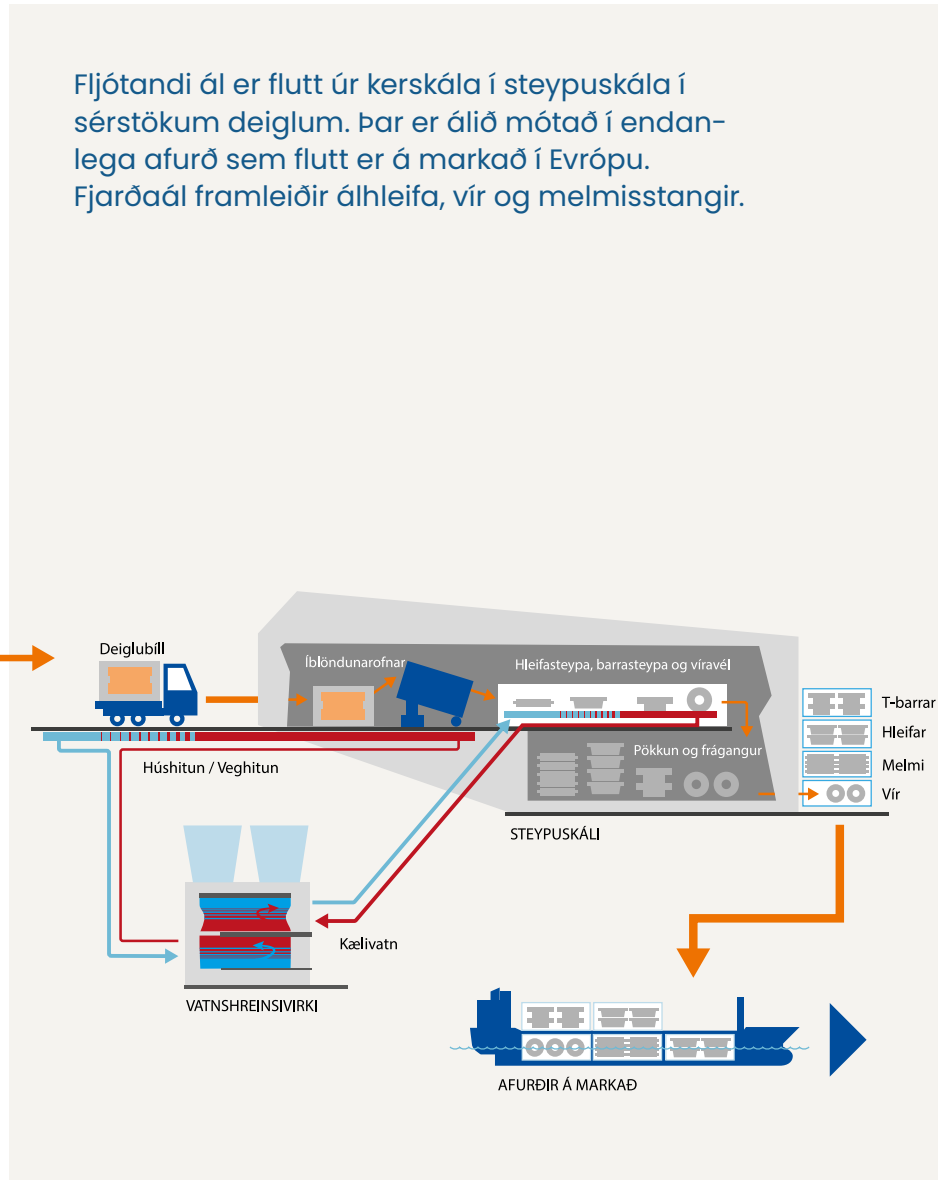 Fljótandi ál er flutt úr kerskála í steypuskála í
sérstökum deiglum. Þar er álið mótað í endan-
lega afurð sem flutt er á markað í Evrópu.
Fjarðaál framleiðir álhleifa, vír og melmisstangir.
Deiglubíll
Íblöndunarofnar
Hleifasteypa, barrasteypa og víravél
T-barrar
Hleifar
Melmi
Vír
Pökkun og frágangur
Húshitun / Veghitun
STEYPUSKÁLI
Kælivatn
VATNSHREINSIVIRKI
AFURÐIR Á MARKAÐ